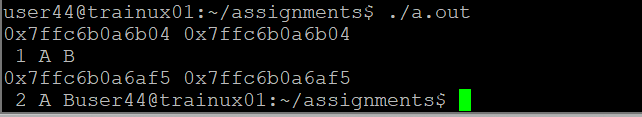 user44@trainux01:~/assignments$ ./a.out
0x7ffc6b0a6b04 0x7ffc6b0a6b04
 1 A B
0x7ffc6b0a6af5 0x7ffc6b0a6af5
 2 A Buser44@trainux01:~/assignments$